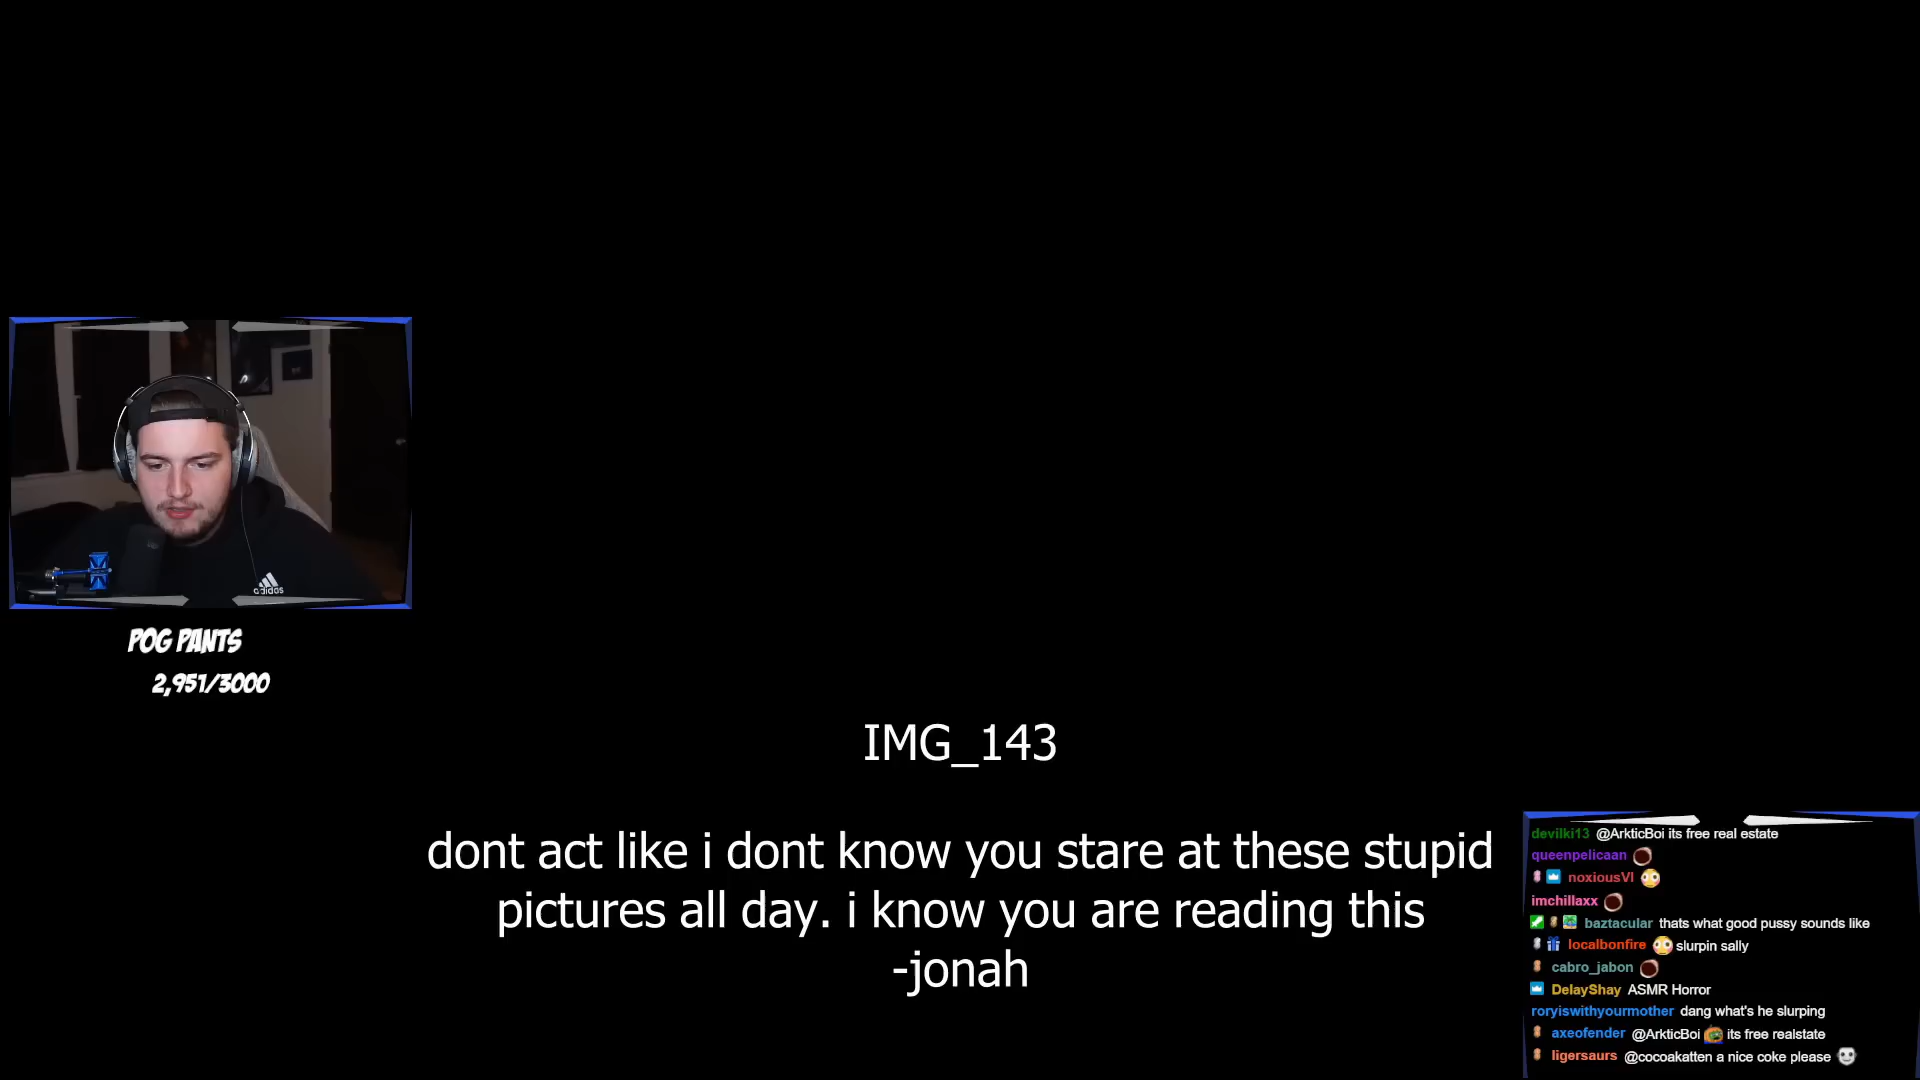 adidas
POG PANTS
2,951/3000
IMG_143
dont act like i dont know you stare at these stupid
pictures all day. i know you are reading this
-jonah
devilki13 @ArkticBoi its free real estate
queenpelicaan
noxiousVI
imchillaxx
baztacular thats what good pussy sounds like
localbonfire slurpin sally
cabro_jabon
DelayShay ASMR Horror
roryiswithyourmother dang what's he slurping
axeofender @ArkticBoi its free realstate
ligersaurs @cocoakatten a nice coke please